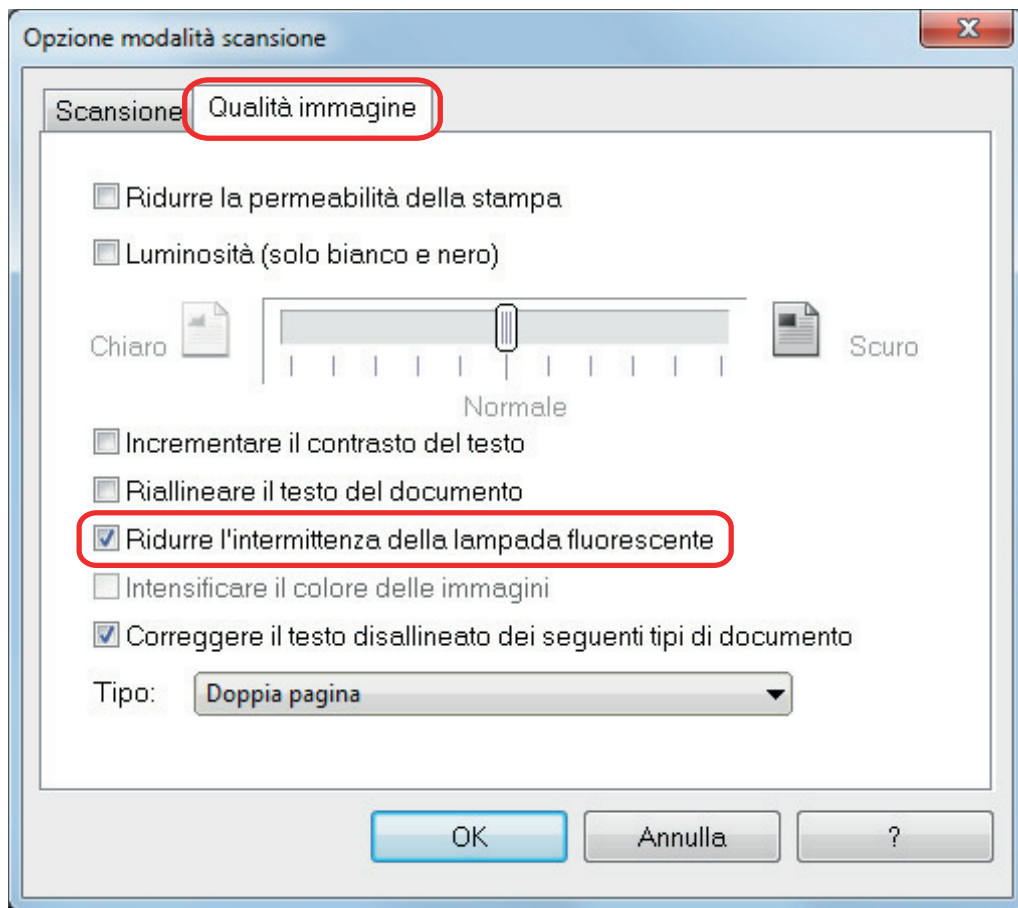 Opzione modalità scansione
Scansione Qualità immagine
Ridurre la permeabilità della stampa
Luminosità (solo bianco e nero)
Chiaro Scuro
Normale
Incrementare il contrasto del testo
Riallineare il testo del documento
Ridurre l'intermittenza della lampada fluorescente
Intensificare il colore delle immagini
Correggere il testo disallineato dei seguenti tipi di documento
Tipo: Doppia pagina
OK Annulla ?